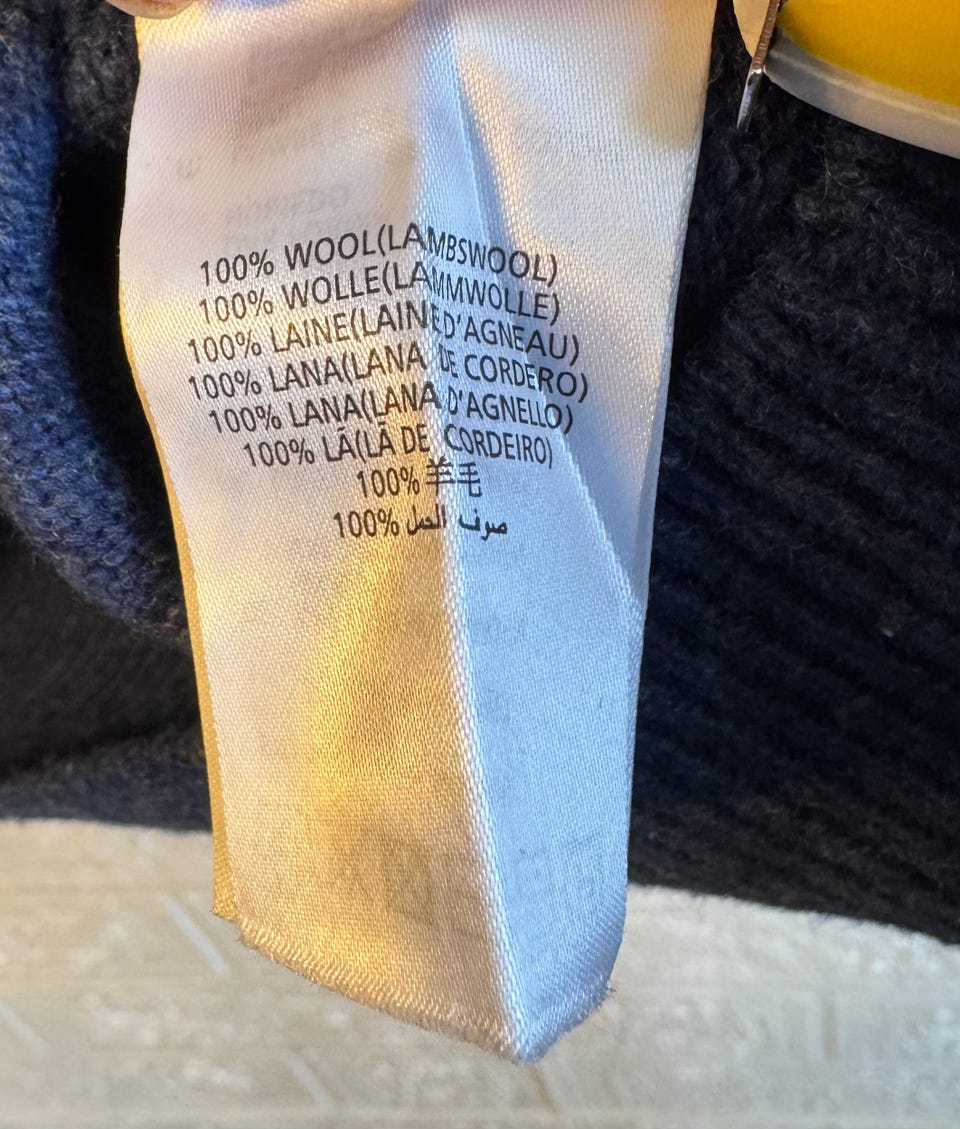 100% WOOL(LAMBSWOOL)
100% WOLLE(LAMMWOLLE)
100% LAINE(LAINE D'AGNEAU)
100% LANA(LANA DE CORDERO)
100% LANA(LANA D'AGNELLO)
100% LÃ(LÃ DE CORDEIRO)
100% 羊毛
100% صوف الحمل